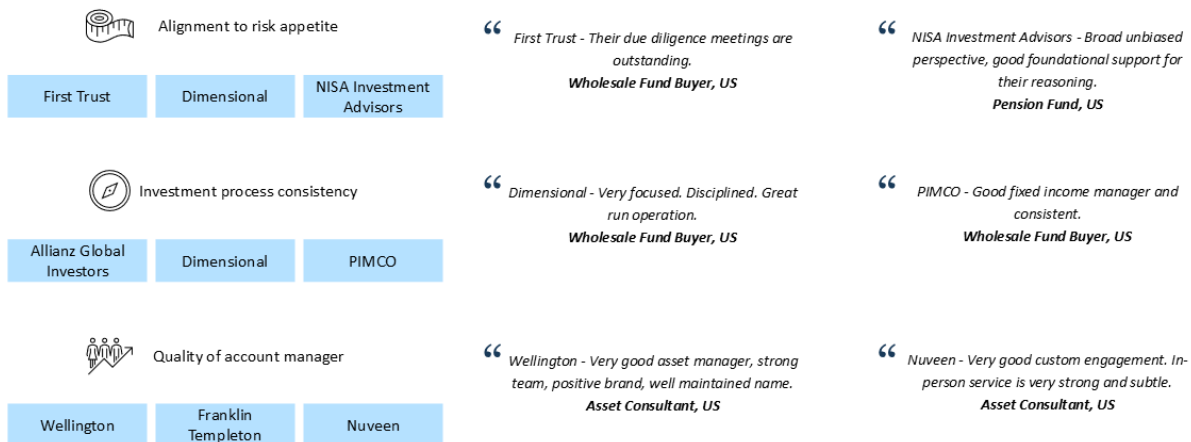 Alignment to risk appetite
First Trust
Dimensional
NISA Investment
Advisors
“ First Trust - Their due diligence meetings are
outstanding.
Wholesale Fund Buyer, US
“ NISA Investment Advisors - Broad unbiased
perspective, good foundational support for
their reasoning.
Pension Fund, US
Investment process consistency
Allianz Global
Investors
Dimensional
PIMCO
“ Dimensional - Very focused. Disciplined. Great
run operation.
Wholesale Fund Buyer, US
“ PIMCO - Good fixed income manager and
consistent.
Wholesale Fund Buyer, US
Quality of account manager
Wellington
Franklin
Templeton
Nuveen
“ Wellington - Very good asset manager, strong
team, positive brand, well maintained name.
Asset Consultant, US
“ Nuveen - Very good custom engagement. In-
person service is very strong and subtle.
Asset Consultant, US